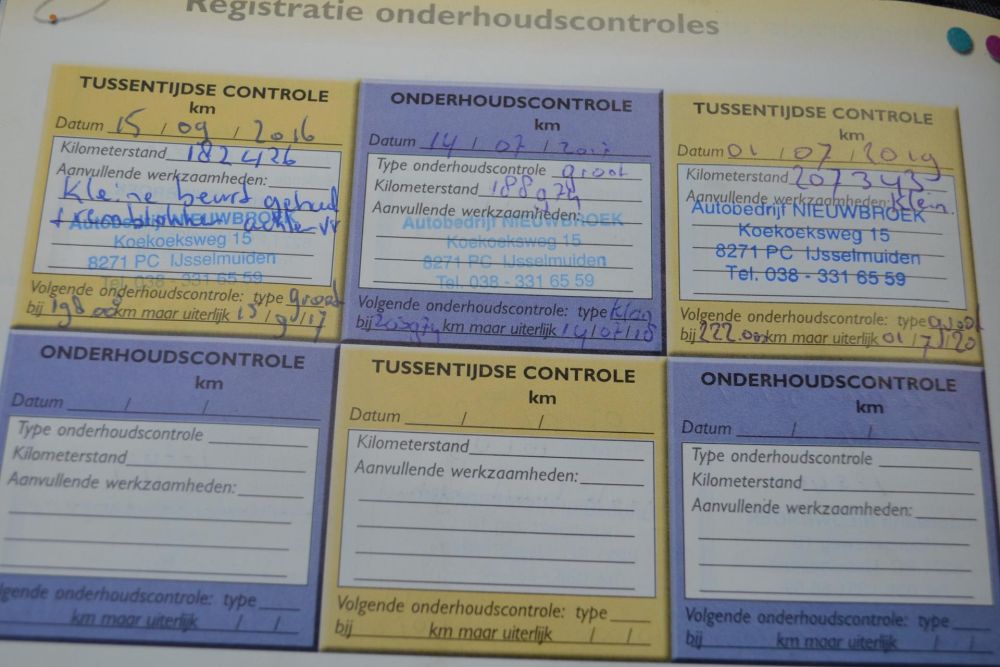 Registratie onderhoudscontroles
TUSSENTIJDSE CONTROLE
km
Datum 15 / 09 / 2016
Kilometerstand 182426
Aanvullende werkzaamheden:
Kleine beurt gehad
+ achter
Autobedrijf NIEUWBROEK
Koekoeksweg 15
8271 PC IJsselmuiden
Tel. 038 - 331 65 59
Volgende onderhoudscontrole: type groot
bij 198 km maar uiterlijk 15/9/17
ONDERHOUDSCONTROLE
km
Datum 14 / 07 / 2017
Type onderhoudscontrole groot
Kilometerstand 188974
Aanvullende werkzaamheden:
Autobedrijf NIEUWBROEK
Koekoeksweg 15
8271 PC IJsselmuiden
Tel. 038 - 331 65 59
Volgende onderhoudscontrole: type Klein
bij km maar uiterlijk 14/07/18
TUSSENTIJDSE CONTROLE
km
Datum 01 / 07 / 2019
Kilometerstand 207343
Aanvullende werkzaamheden: Klein.
Autobedrijf NIEUWBROEK
Koekoeksweg 15
8271 PC IJsselmuiden
Tel. 038 - 331 65 59
Volgende onderhoudscontrole: type groot
bij 222.000 km maar uiterlijk 01/7/20
ONDERHOUDSCONTROLE
km
Datum / /
Type onderhoudscontrole
Kilometerstand
Aanvullende werkzaamheden:
lgende onderhoudscontrole: type
km maar uiterlijk / /
TUSSENTIJDSE CONTROLE
km
Datum / /
Kilometerstand
Aanvullende werkzaamheden:
Volgende onderhoudscontrole: type
bij km maar uiterlijk / /
ONDERHOUDSCONTROLE
km
Datum / /
Type onderhoudscontrole
Kilometerstand
Aanvullende werkzaamheden:
Volgende onderhoudscontrole: type
bij km maar uiterlijk / /